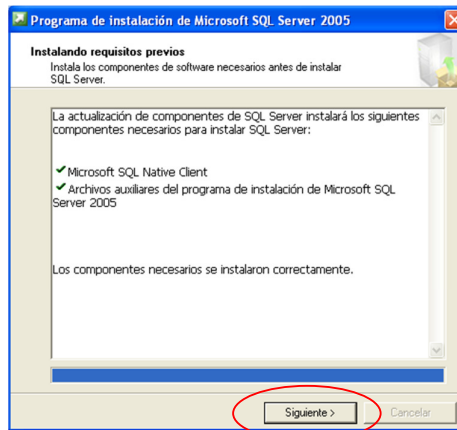 Programa de instalación de Microsoft SQL Server 2005
Instalando requisitos previos
Instala los componentes de software necesarios antes de instalar
SQL Server.
La actualización de componentes de SQL Server instalará los siguientes
componentes necesarios para instalar SQL Server:
Microsoft SQL Native Client
Archivos auxiliares del programa de instalación de Microsoft SQL
Server 2005
Los componentes necesarios se instalaron correctamente.
Siguiente >
Cancelar